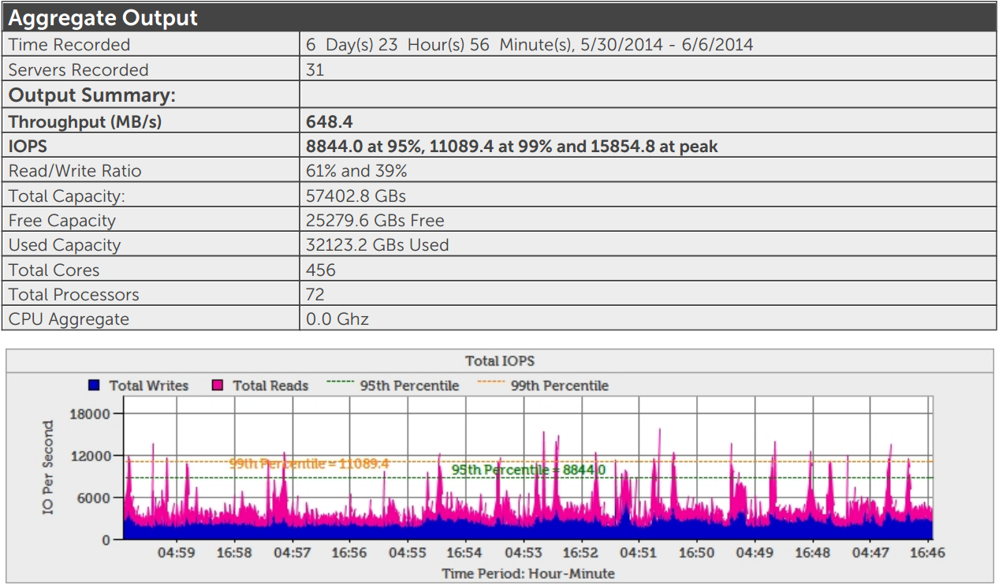 Aggregate Output
Time Recorded 6 Day(s) 23 Hour(s) 56 Minute(s), 5/30/2014 - 6/6/2014
Servers Recorded 31
Output Summary:
Throughput (MB/s) 648.4
IOPS 8844.0 at 95%, 11089.4 at 99% and 15854.8 at peak
Read/Write Ratio 61% and 39%
Total Capacity: 57402.8 GBs
Free Capacity 25279.6 GBs Free
Used Capacity 32123.2 GBs Used
Total Cores 456
Total Processors 72
CPU Aggregate 0.0 Ghz
Total IOPS
Total Writes Total Reads 95th Percentile 99th Percentile
IO Per Second
18000
12000
99th Percentile = 11089.4
95th Percentile = 8844.0
6000
0
04:59 16:58 04:57 16:56 04:55 16:54 04:53 16:52 04:51 16:50 04:49 16:48 04:47 16:46
Time Period: Hour-Minute